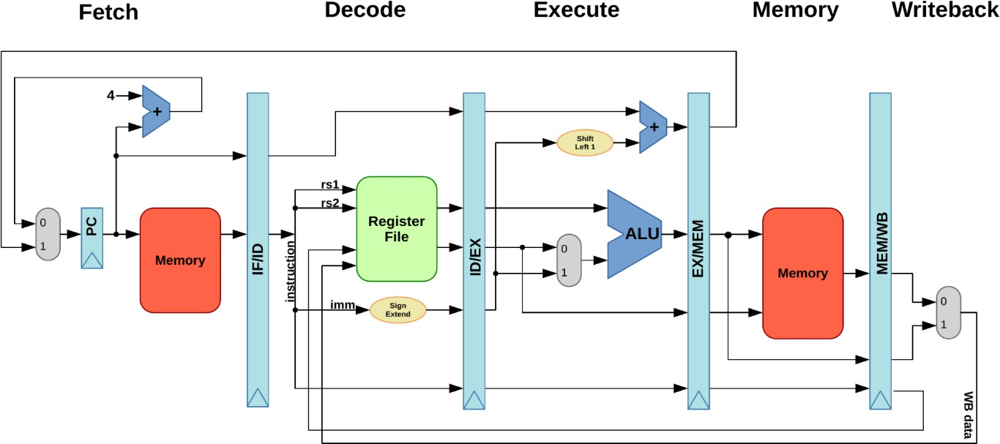 Fetch
Decode
Execute
Memory
Writeback
4
+
+
Shift
Left 1
rs1
rs2
0
1
PC
Memory
IF/ID
instruction
Register
File
imm
Sign
Extend
ID/EX
0
1
ALU
EX/MEM
Memory
MEM/WB
0
1
WB data